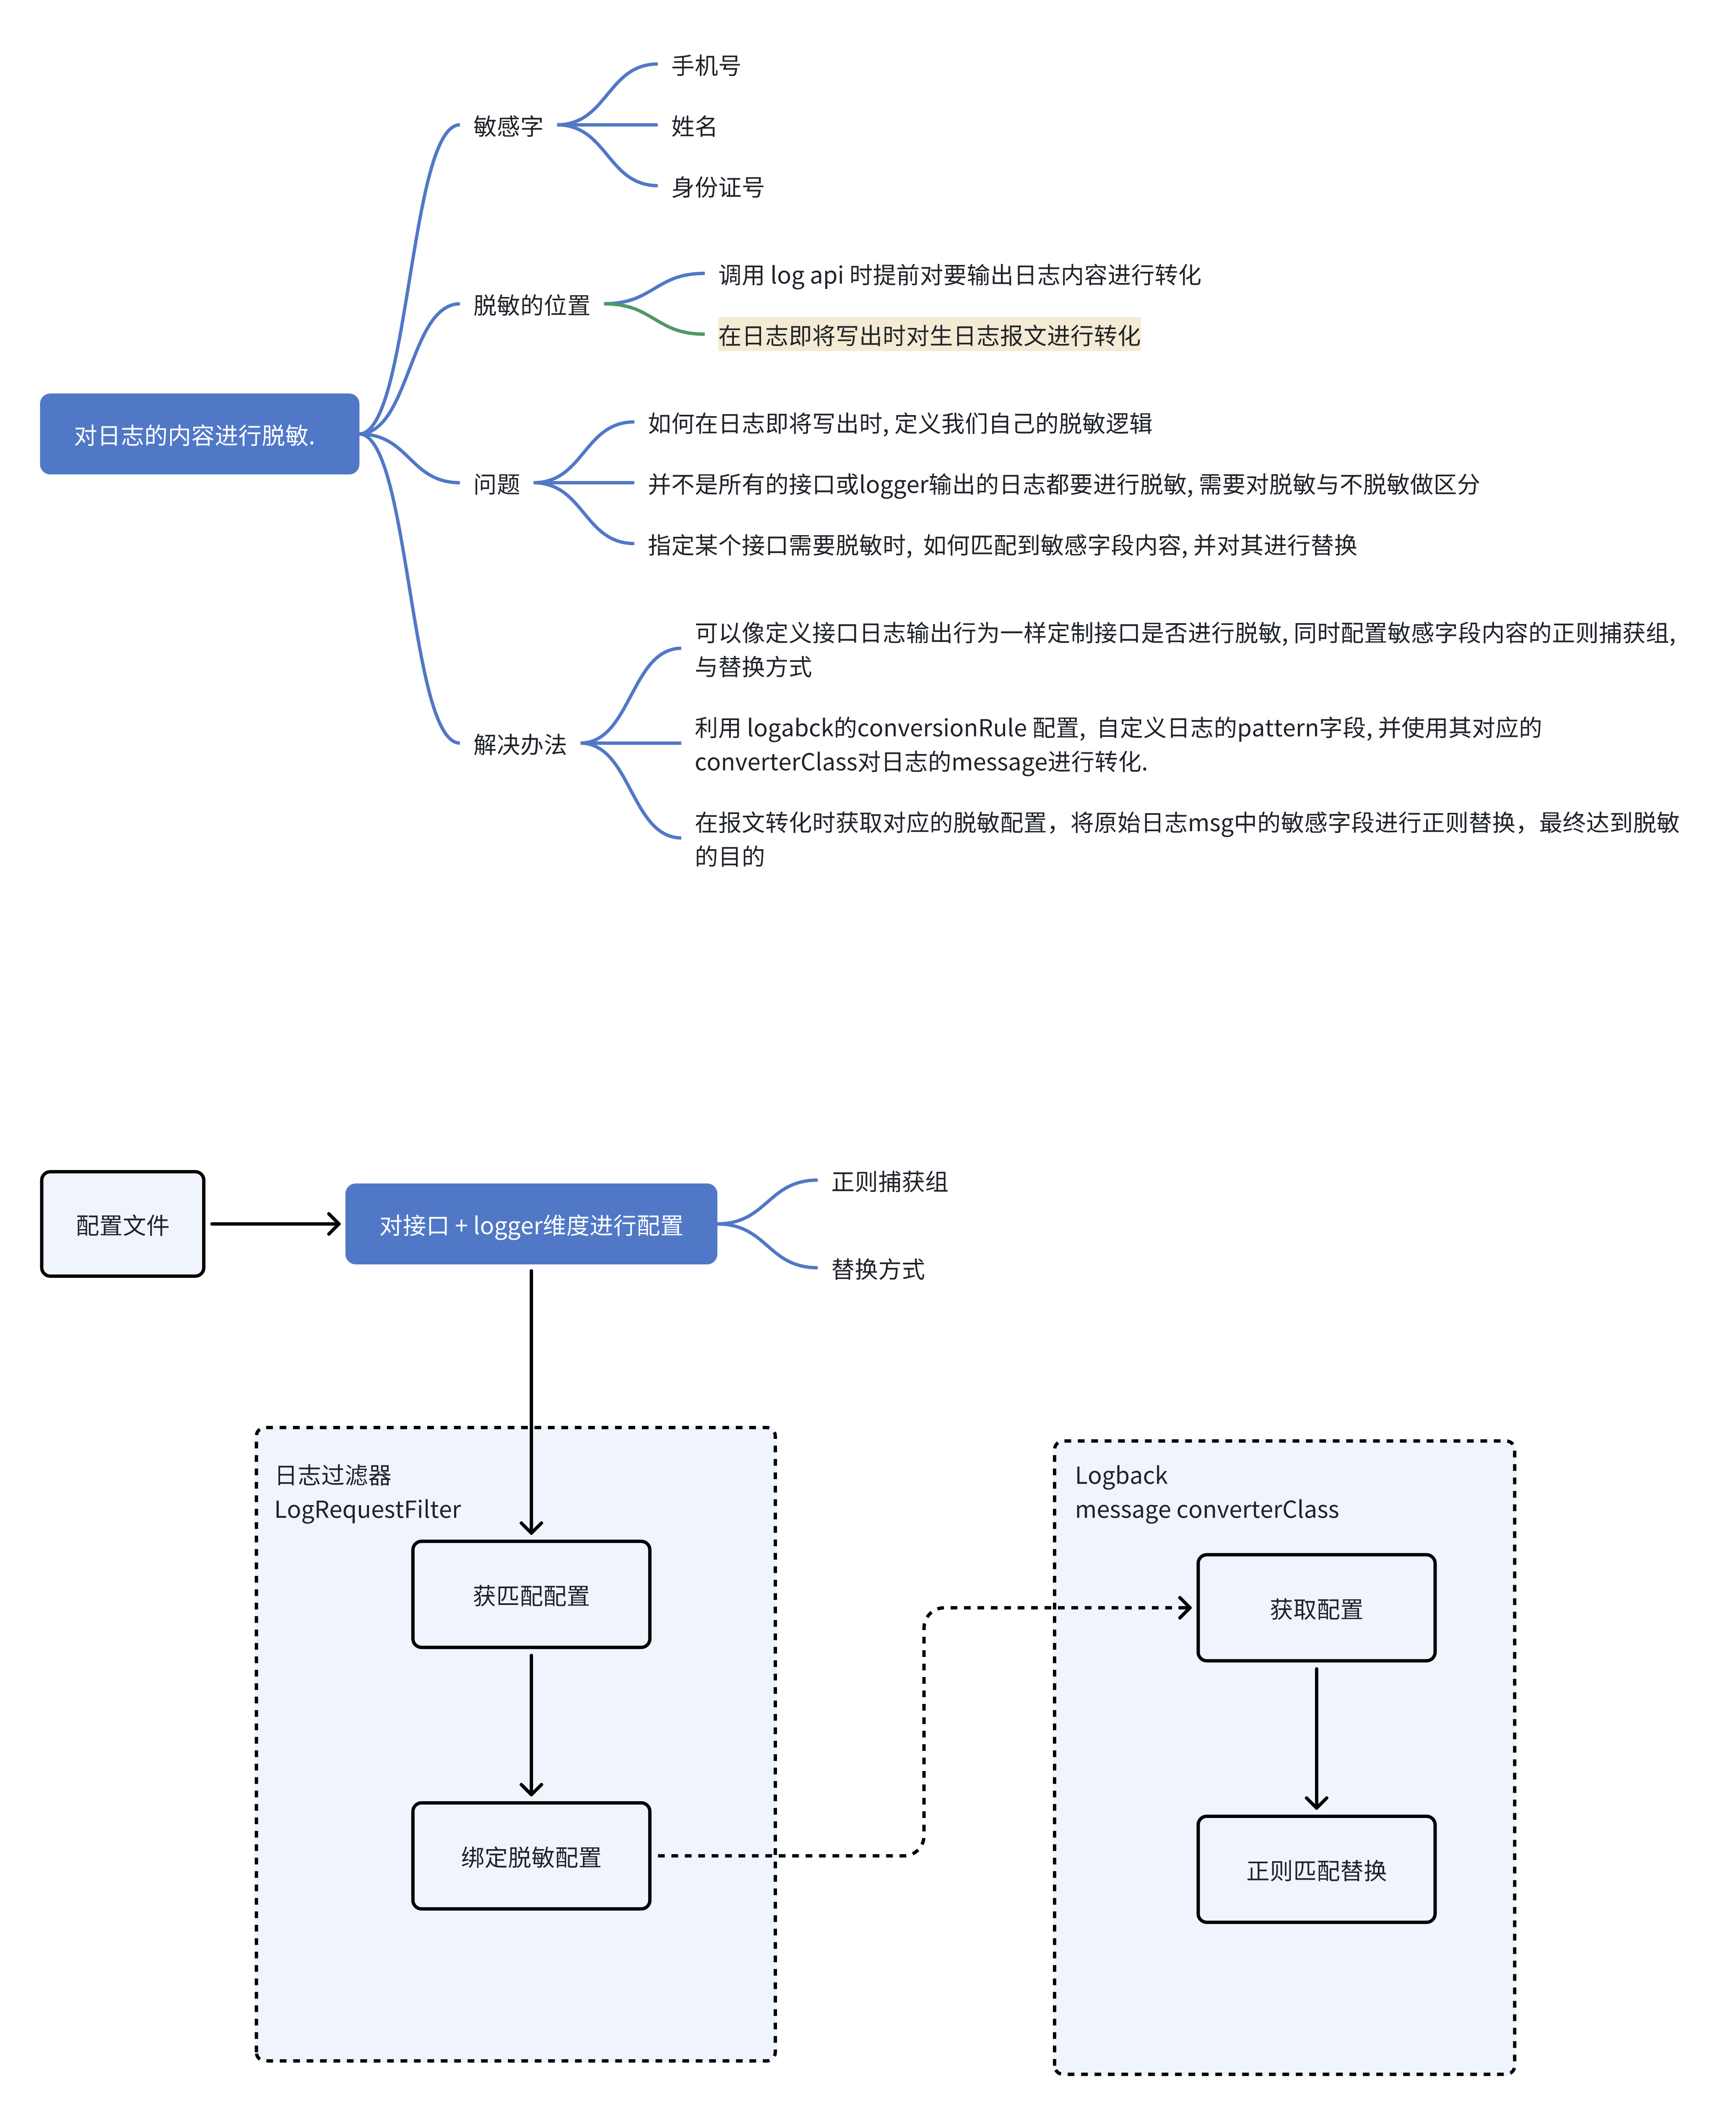 对日志的内容进行脱敏.
敏感字
手机号
姓名
身份证号
脱敏的位置
调用 log api 时提前对要输出日志内容进行转化
在日志即将写出时对生日志报文进行转化
问题
如何在日志即将写出时, 定义我们自己的脱敏逻辑
并不是所有的接口或logger输出的日志都要进行脱敏, 需要对脱敏与不脱敏做区分
指定某个接口需要脱敏时,  如何匹配到敏感字段内容, 并对其进行替换
解决办法
可以像定义接口日志输出行为一样定制接口是否进行脱敏, 同时配置敏感字段内容的正则捕获组,
与替换方式
利用 logabck的conversionRule 配置,  自定义日志的pattern字段, 并使用其对应的
converterClass对日志的message进行转化.
在报文转化时获取对应的脱敏配置，将原始日志msg中的敏感字段进行正则替换，最终达到脱敏
的目的
配置文件
对接口 + logger维度进行配置
正则捕获组
替换方式
日志过滤器
LogRequestFilter
获匹配配置
绑定脱敏配置
Logback
message converterClass
获取配置
正则匹配替换